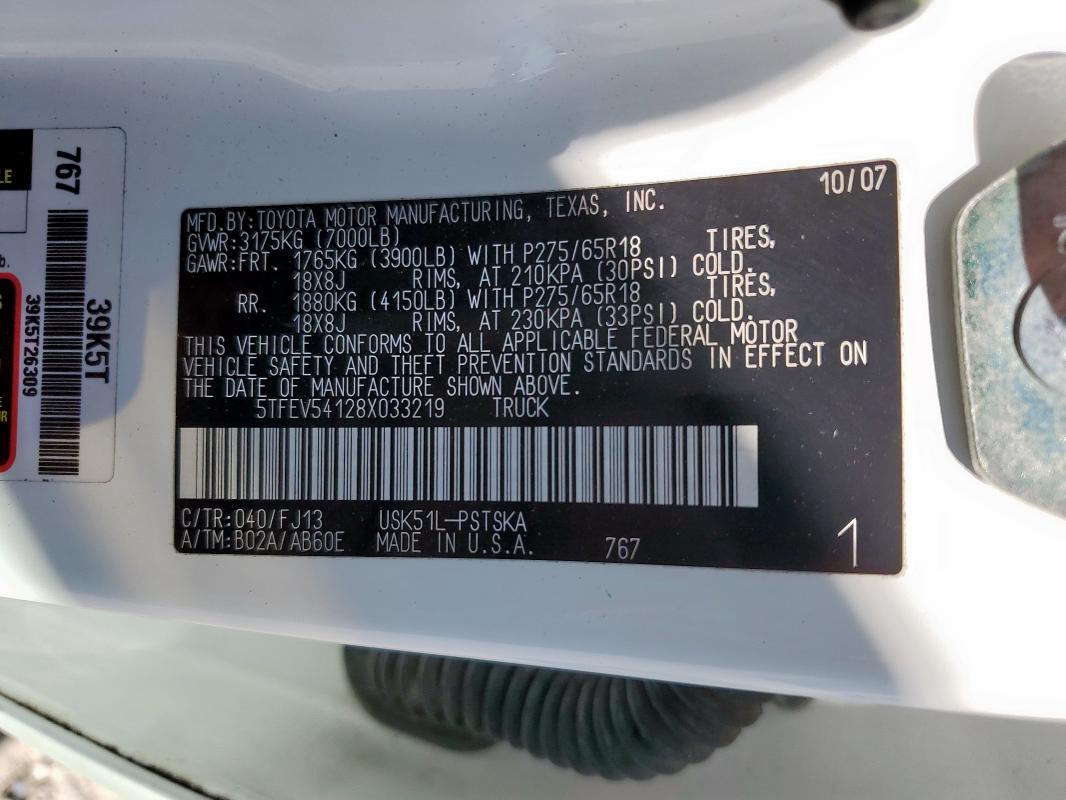 10/07
MFD.BY:TOYOTA MOTOR MANUFACTURING, TEXAS, INC.
GVWR:3175KG (7000LB)
GAWR:FRT. 1765KG (3900LB) WITH P275/65R18 TIRES,
18X8J RIMS, AT 210KPA (30PSI) COLD.
RR. 1880KG (4150LB) WITH P275/65R18 TIRES,
18X8J RIMS, AT 230KPA (33PSI) COLD.
THIS VEHICLE CONFORMS TO ALL APPLICABLE FEDERAL MOTOR
VEHICLE SAFETY AND THEFT PREVENTION STANDARDS IN EFFECT ON
THE DATE OF MANUFACTURE SHOWN ABOVE.
5TFEV54128X033219 TRUCK
C/TR:040/FJ13 USK51L-PSTSKA
A/TM:B02A/AB60E MADE IN U.S.A. 767 1
767
39K5T
39K5T26309